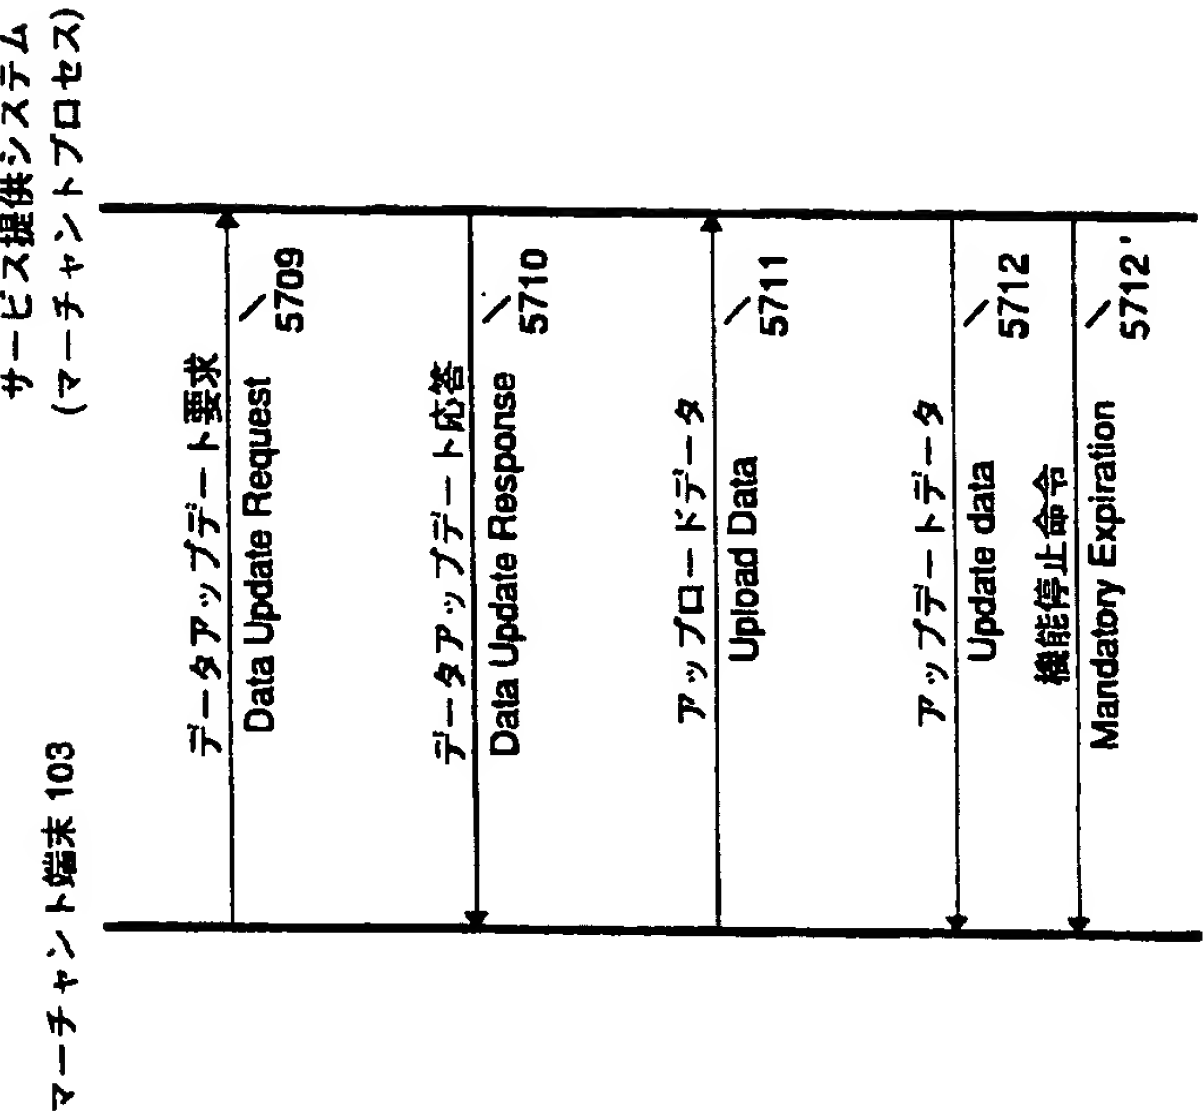 マーチャント端末 103
サービス提供システム
(マーチャントプロセス)
データアップデート要求
Data Update Request
5709
データアップデート応答
Data Update Response
5710
アップロードデータ
Upload Data
5711
アップデートデータ
Update data
5712
機能停止命令
Mandatory Expiration
5712'